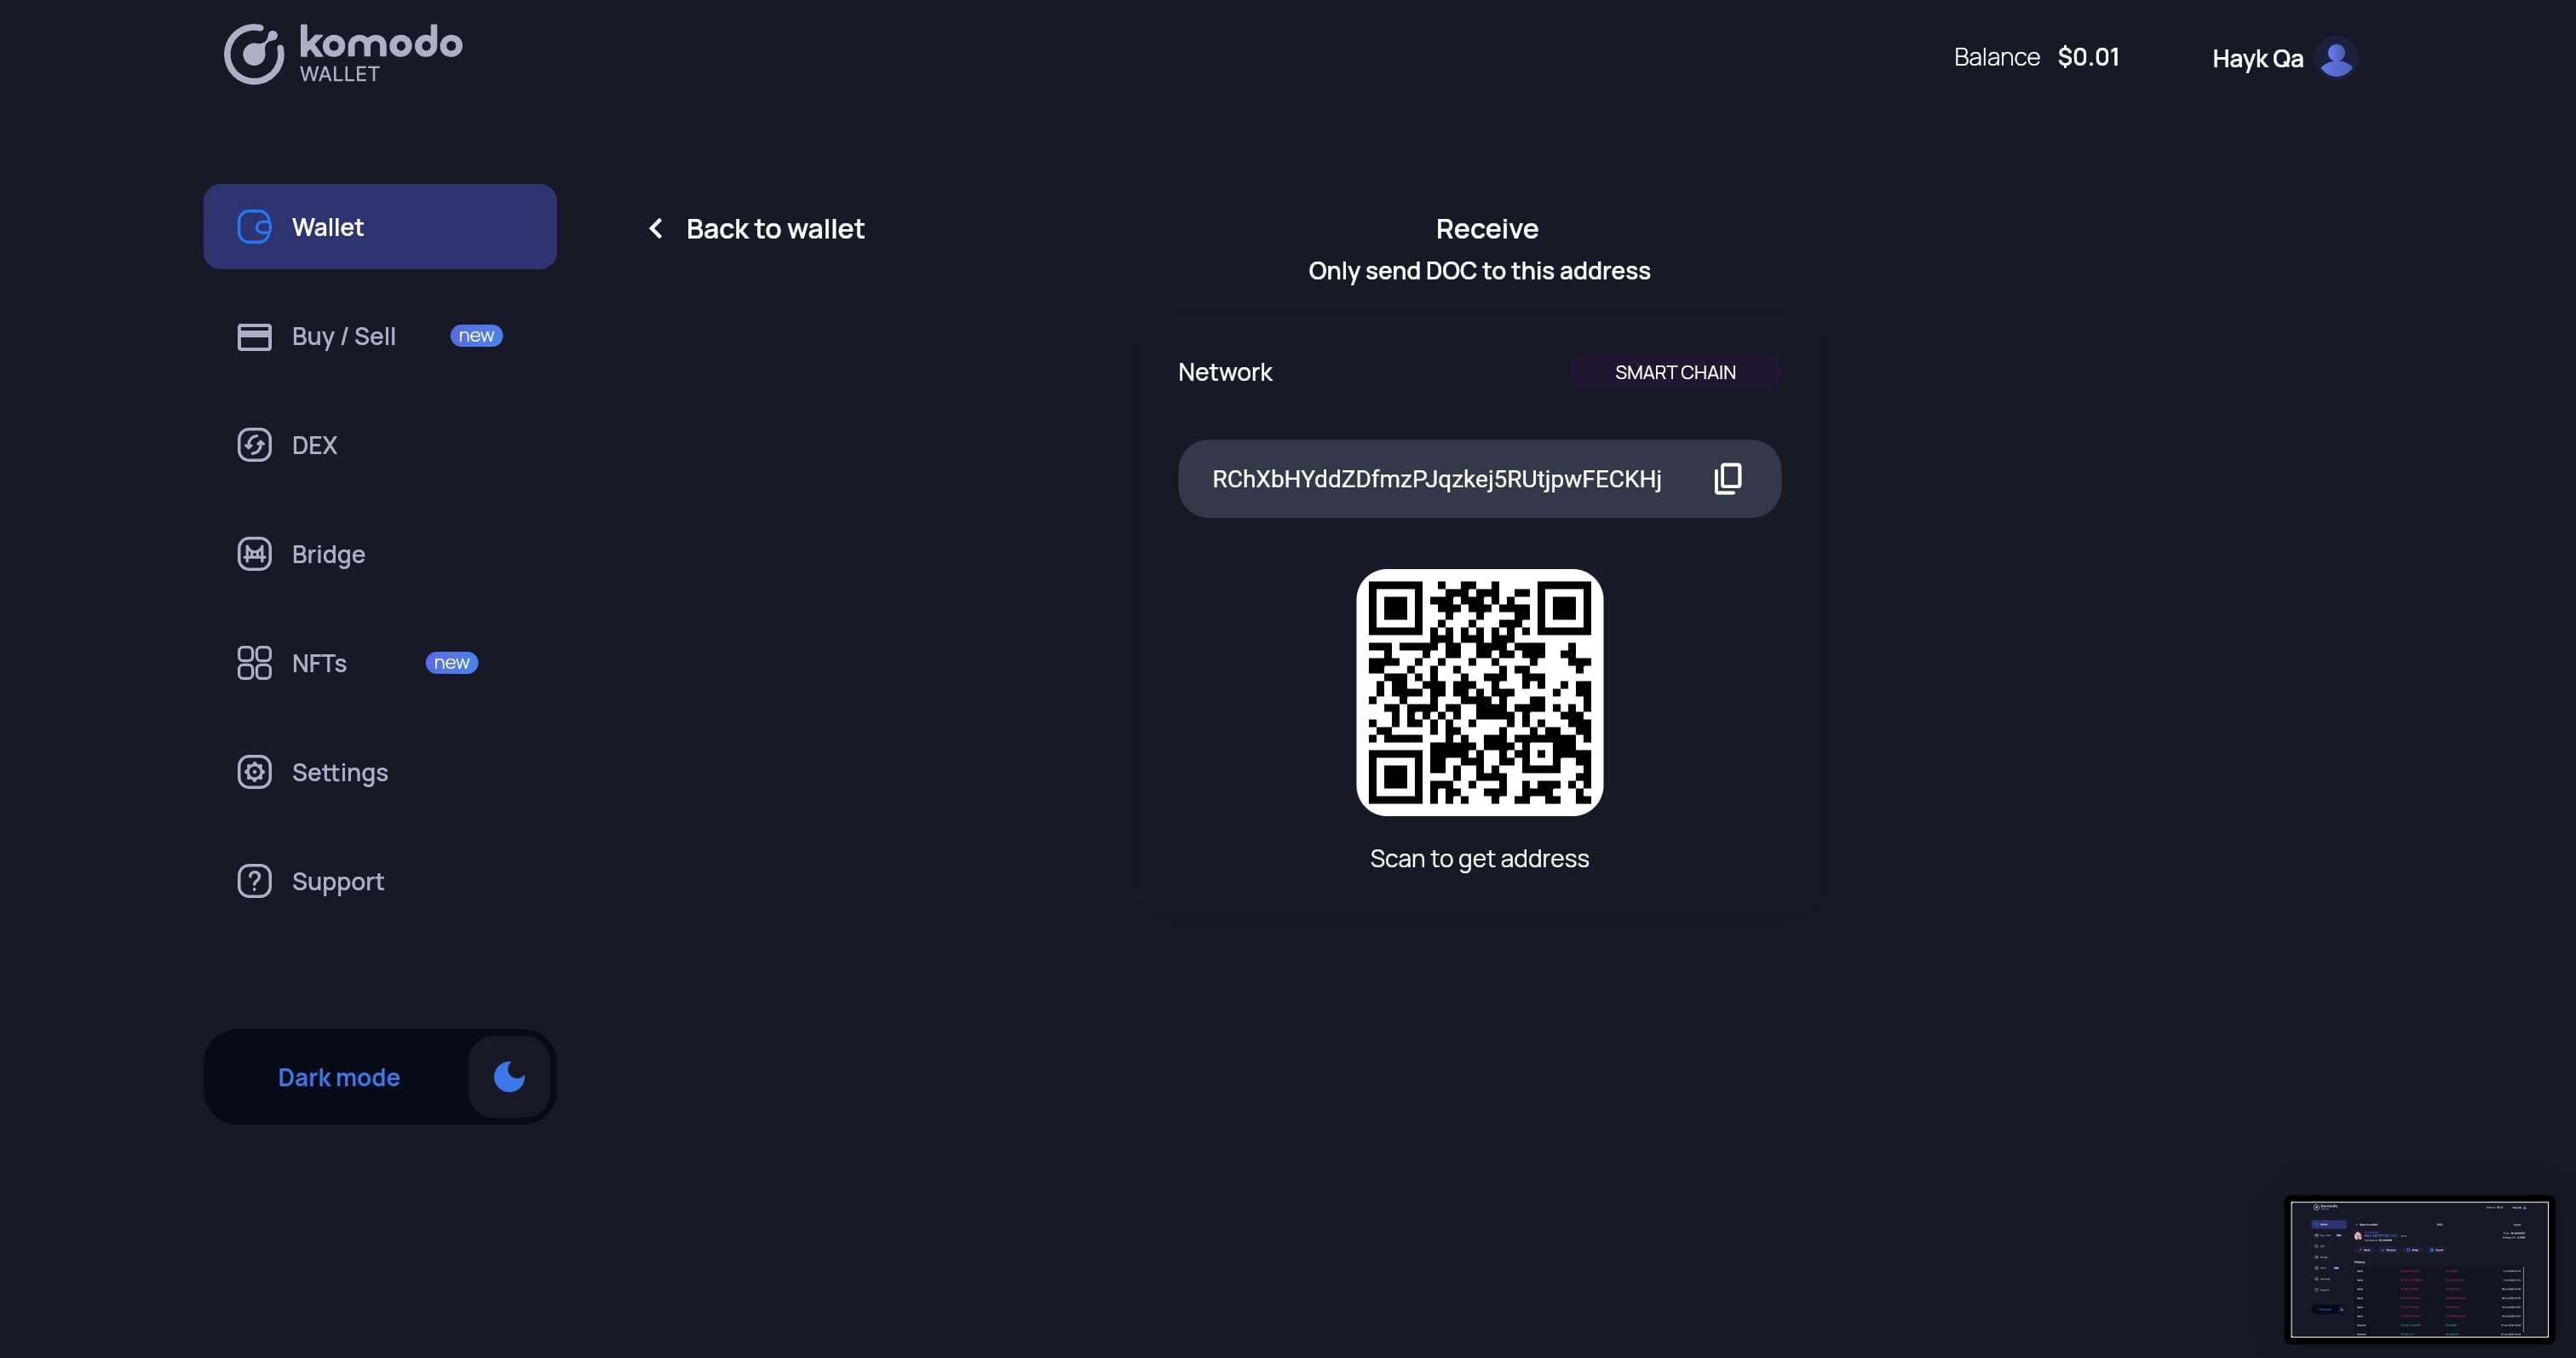 komodo
WALLET
Balance $0.01
Hayk Qa
Wallet
Buy / Sell new
DEX
Bridge
NFTs new
Settings
Support
Dark mode
Back to wallet
Receive
Only send DOC to this address
Network
SMART CHAIN
RChXbHYddZDfmzPJqzkej5RUtjpwFECKHj
Scan to get address